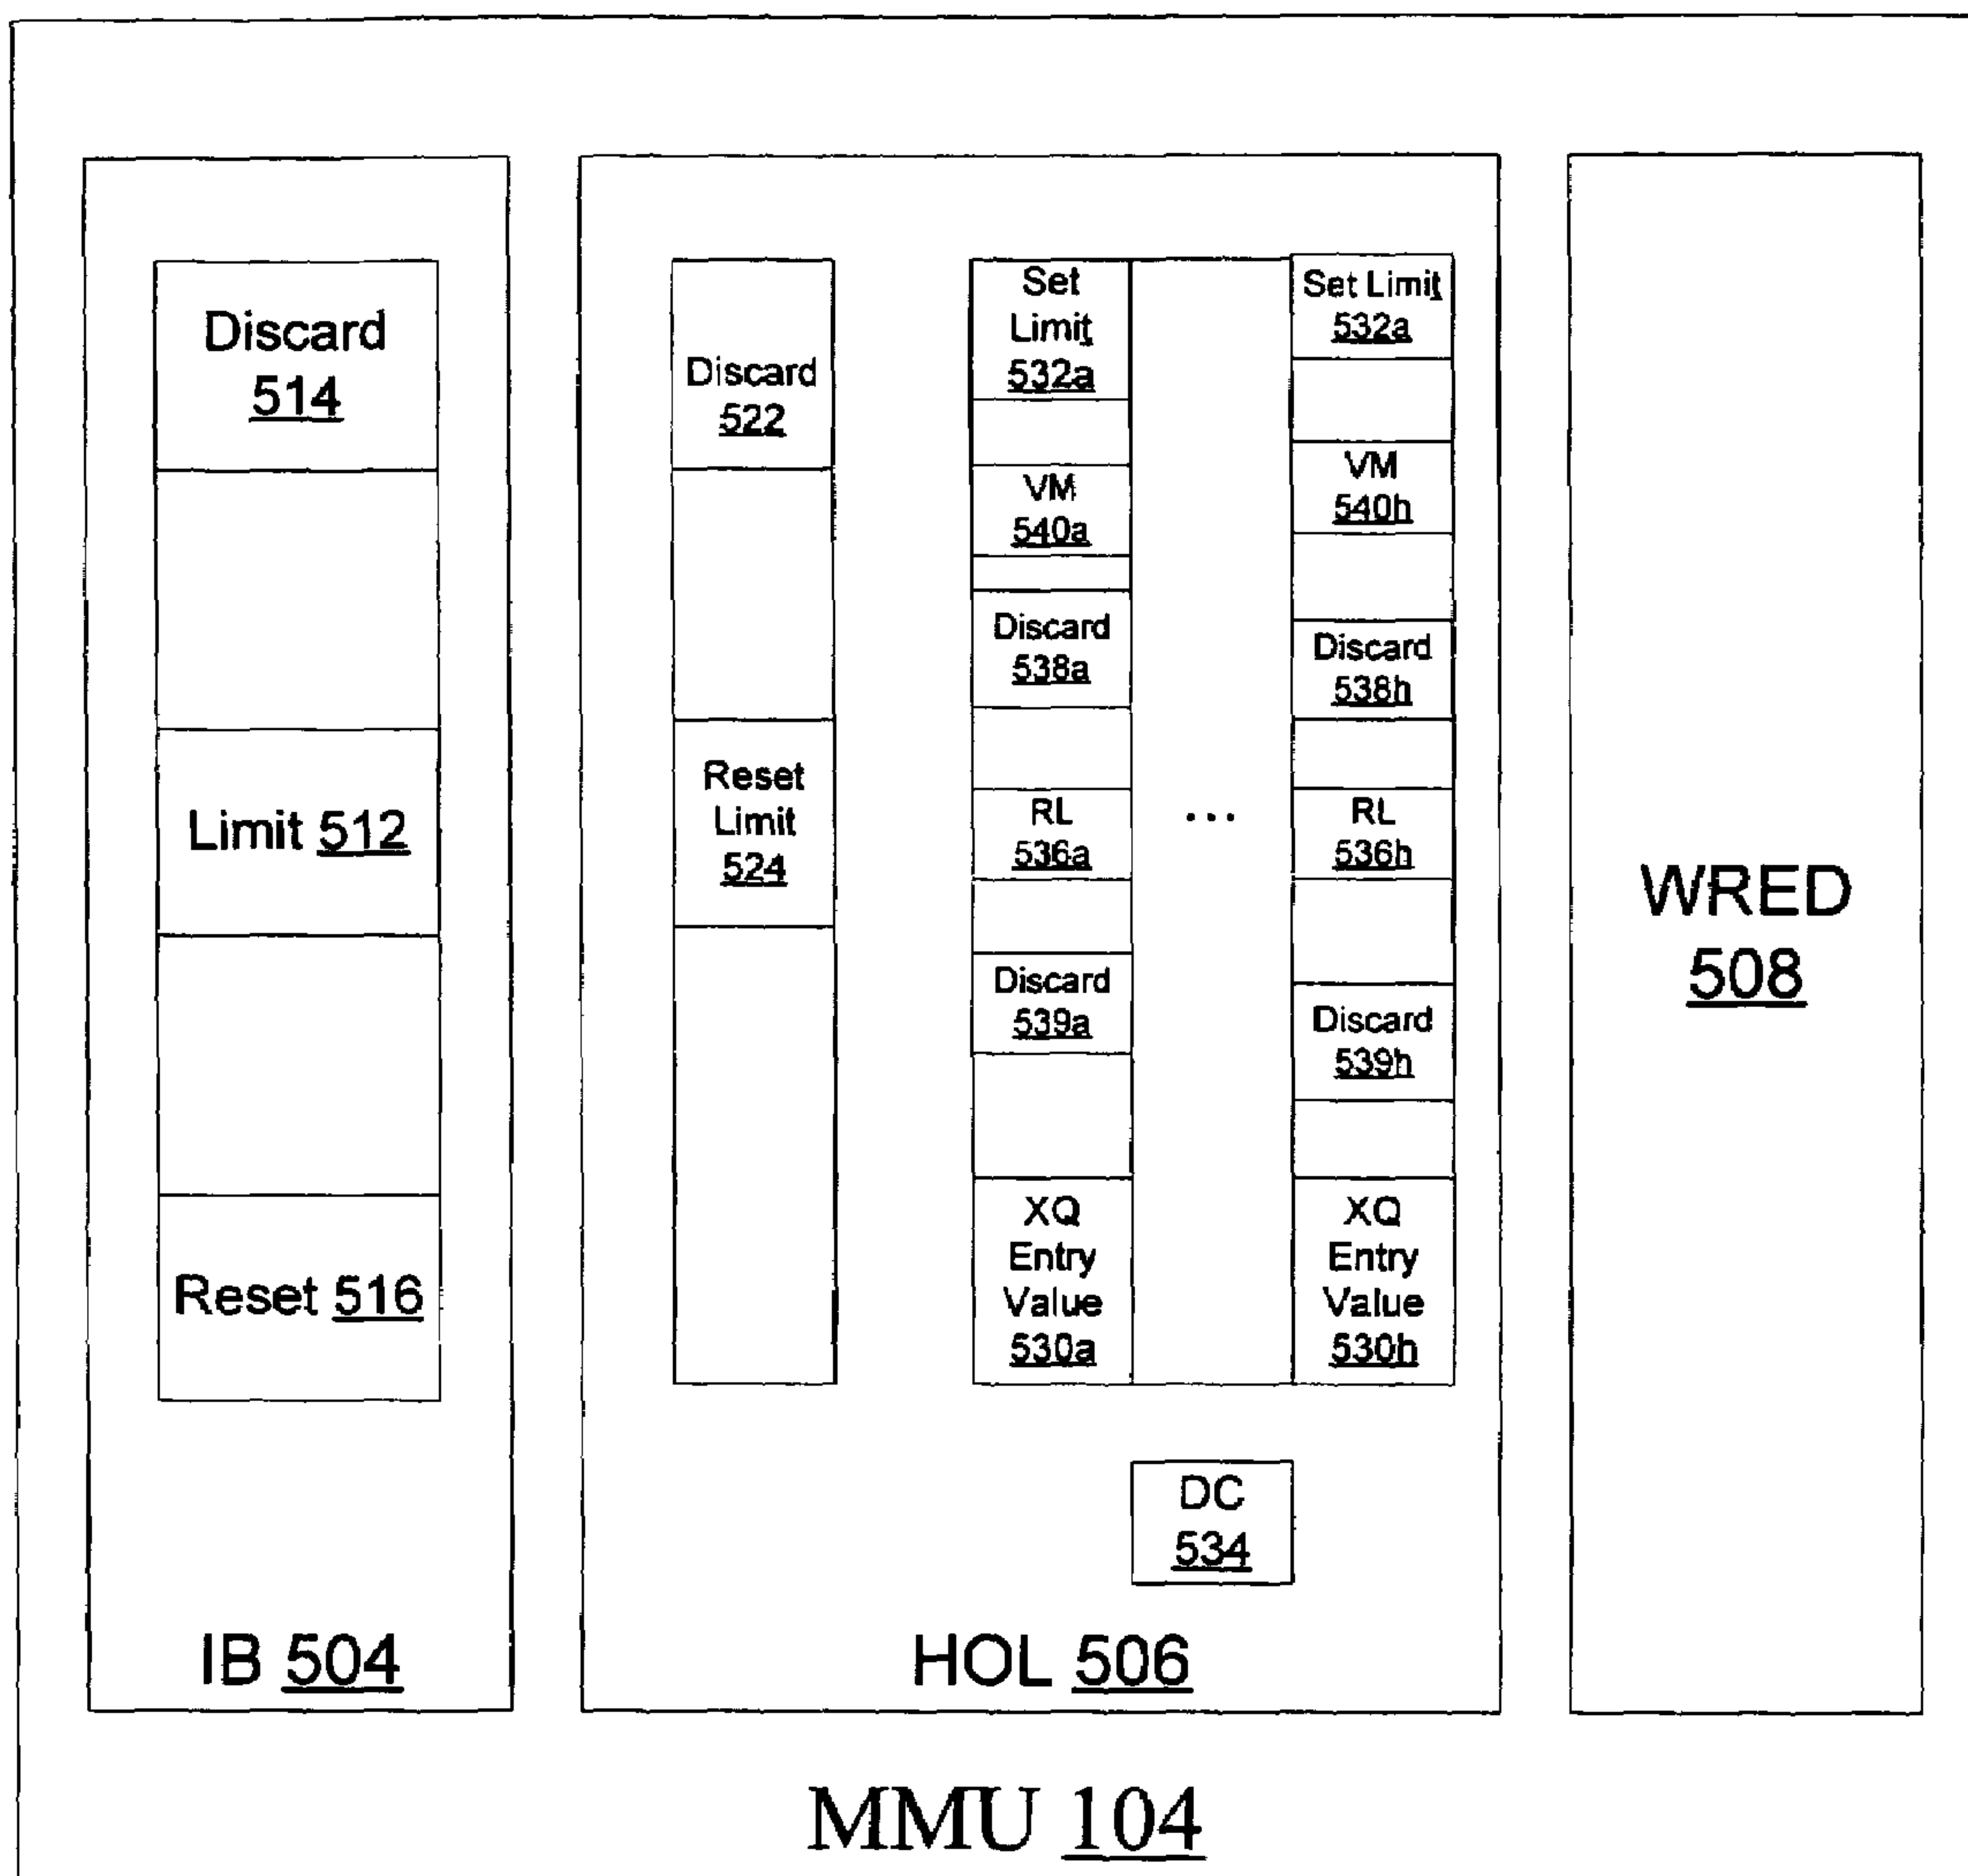 Discard
514
Limit 512
Reset 516
IB 504
Discard
522
Reset
Limit
524
Set
Limit
532a
VM
540a
Discard
538a
RL
536a
Discard
539a
XQ
Entry
Value
530a
...
Set Limit
532a
VM
540h
Discard
538h
RL
536h
Discard
539h
XQ
Entry
Value
530h
DC
534
HOL 506
WRED
508
MMU 104